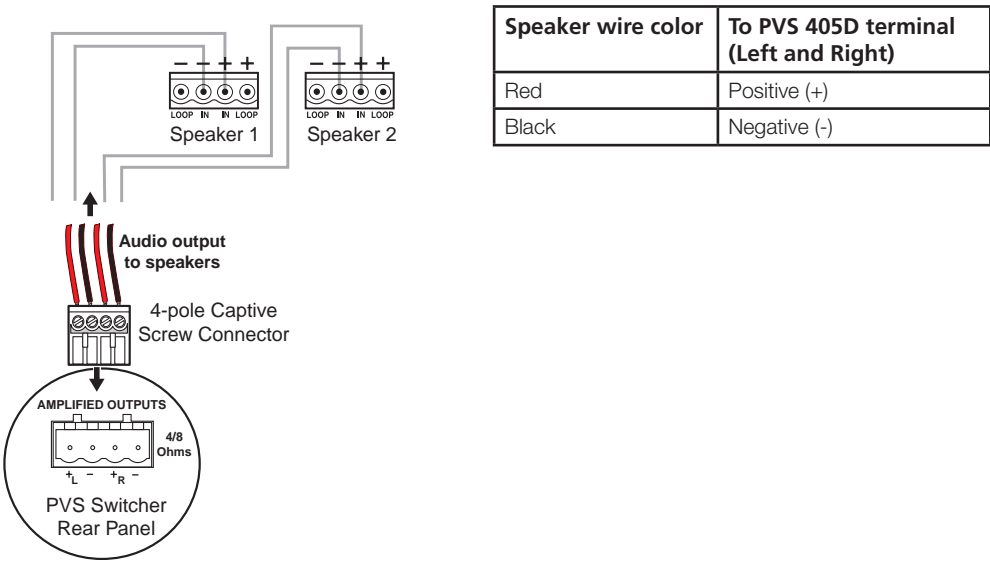 − − + +
LOOP IN IN LOOP
Speaker 1
− − + +
LOOP IN IN LOOP
Speaker 2
Audio output
to speakers
4-pole Captive
Screw Connector
AMPLIFIED OUTPUTS
4/8
Ohms
+ L − + R −
PVS Switcher
Rear Panel
Speaker wire color
To PVS 405D terminal
(Left and Right)
Red
Positive (+)
Black
Negative (-)